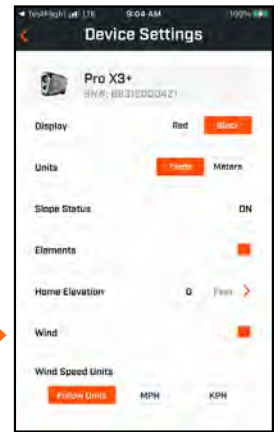 TestFlight LTE 9:04 AM 100%
Device Settings
Pro X3+
Display Red Black
Units Yards Meters
Slope Status ON
Elements
Home Elevation 0 Feet
Wind
Wind Speed Units
Follow Units MPH KPH